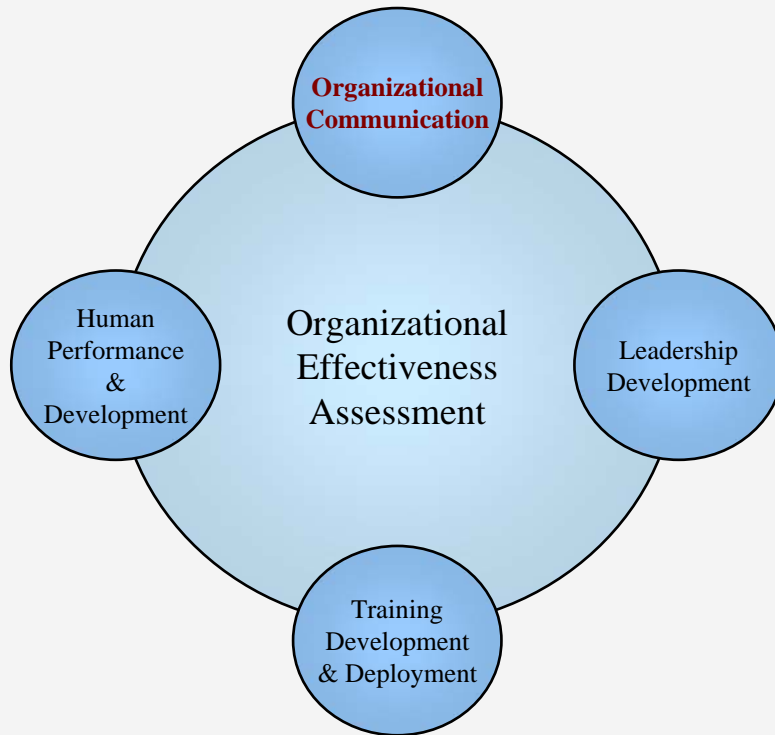 Organizational
Communication
Human
Performance
&
Development
Organizational
Effectiveness
Assessment
Leadership
Development
Training
Development
& Deployment